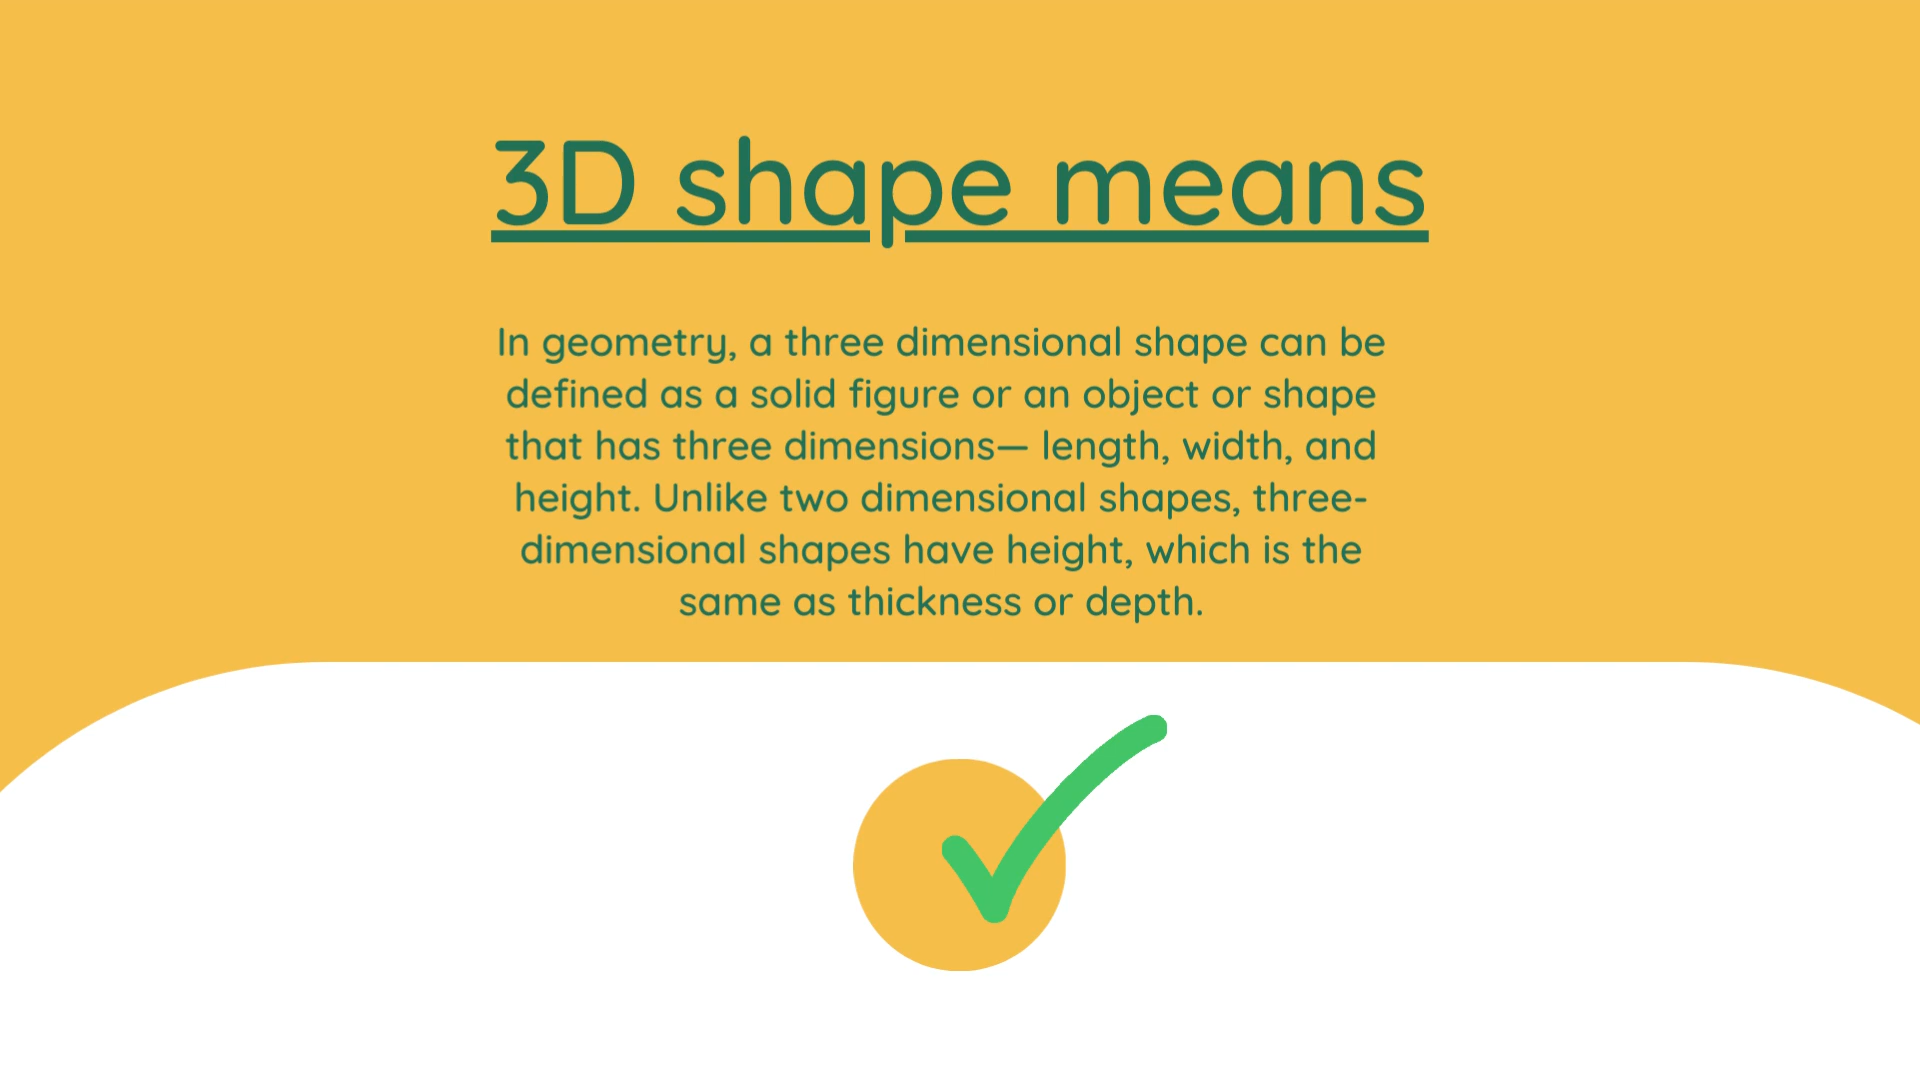 3D shape means
In geometry, a three dimensional shape can be
defined as a solid figure or an object or shape
that has three dimensions— length, width, and
height. Unlike two dimensional shapes, three-
dimensional shapes have height, which is the
same as thickness or depth.